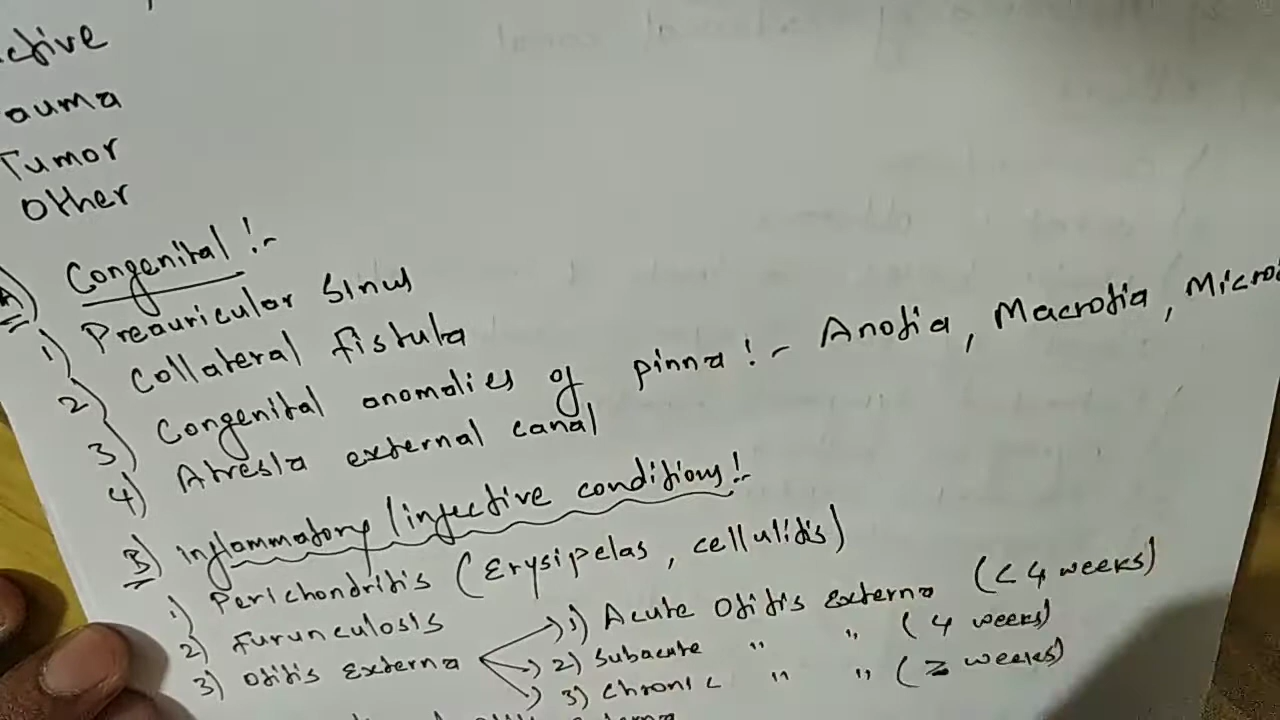 ctive
auma
Tumor
Other
A) Congenital :-
1) Preauricular Sinus
2) Collateral fistula
3) Congenital anomalies of pinna :- Anotia, Macrotia, Micro
4) Atresia external canal
B) inflammatory/infective conditions :-
1) Perichondritis (Erysipelas, cellulitis)
2) Furunculosis
3) Otitis Externa → 1) Acute Otitis Externa (< 4 weeks)
→ 2) Subacute " " (4 weeks)
→ 3) Chronic " " ( weeks)